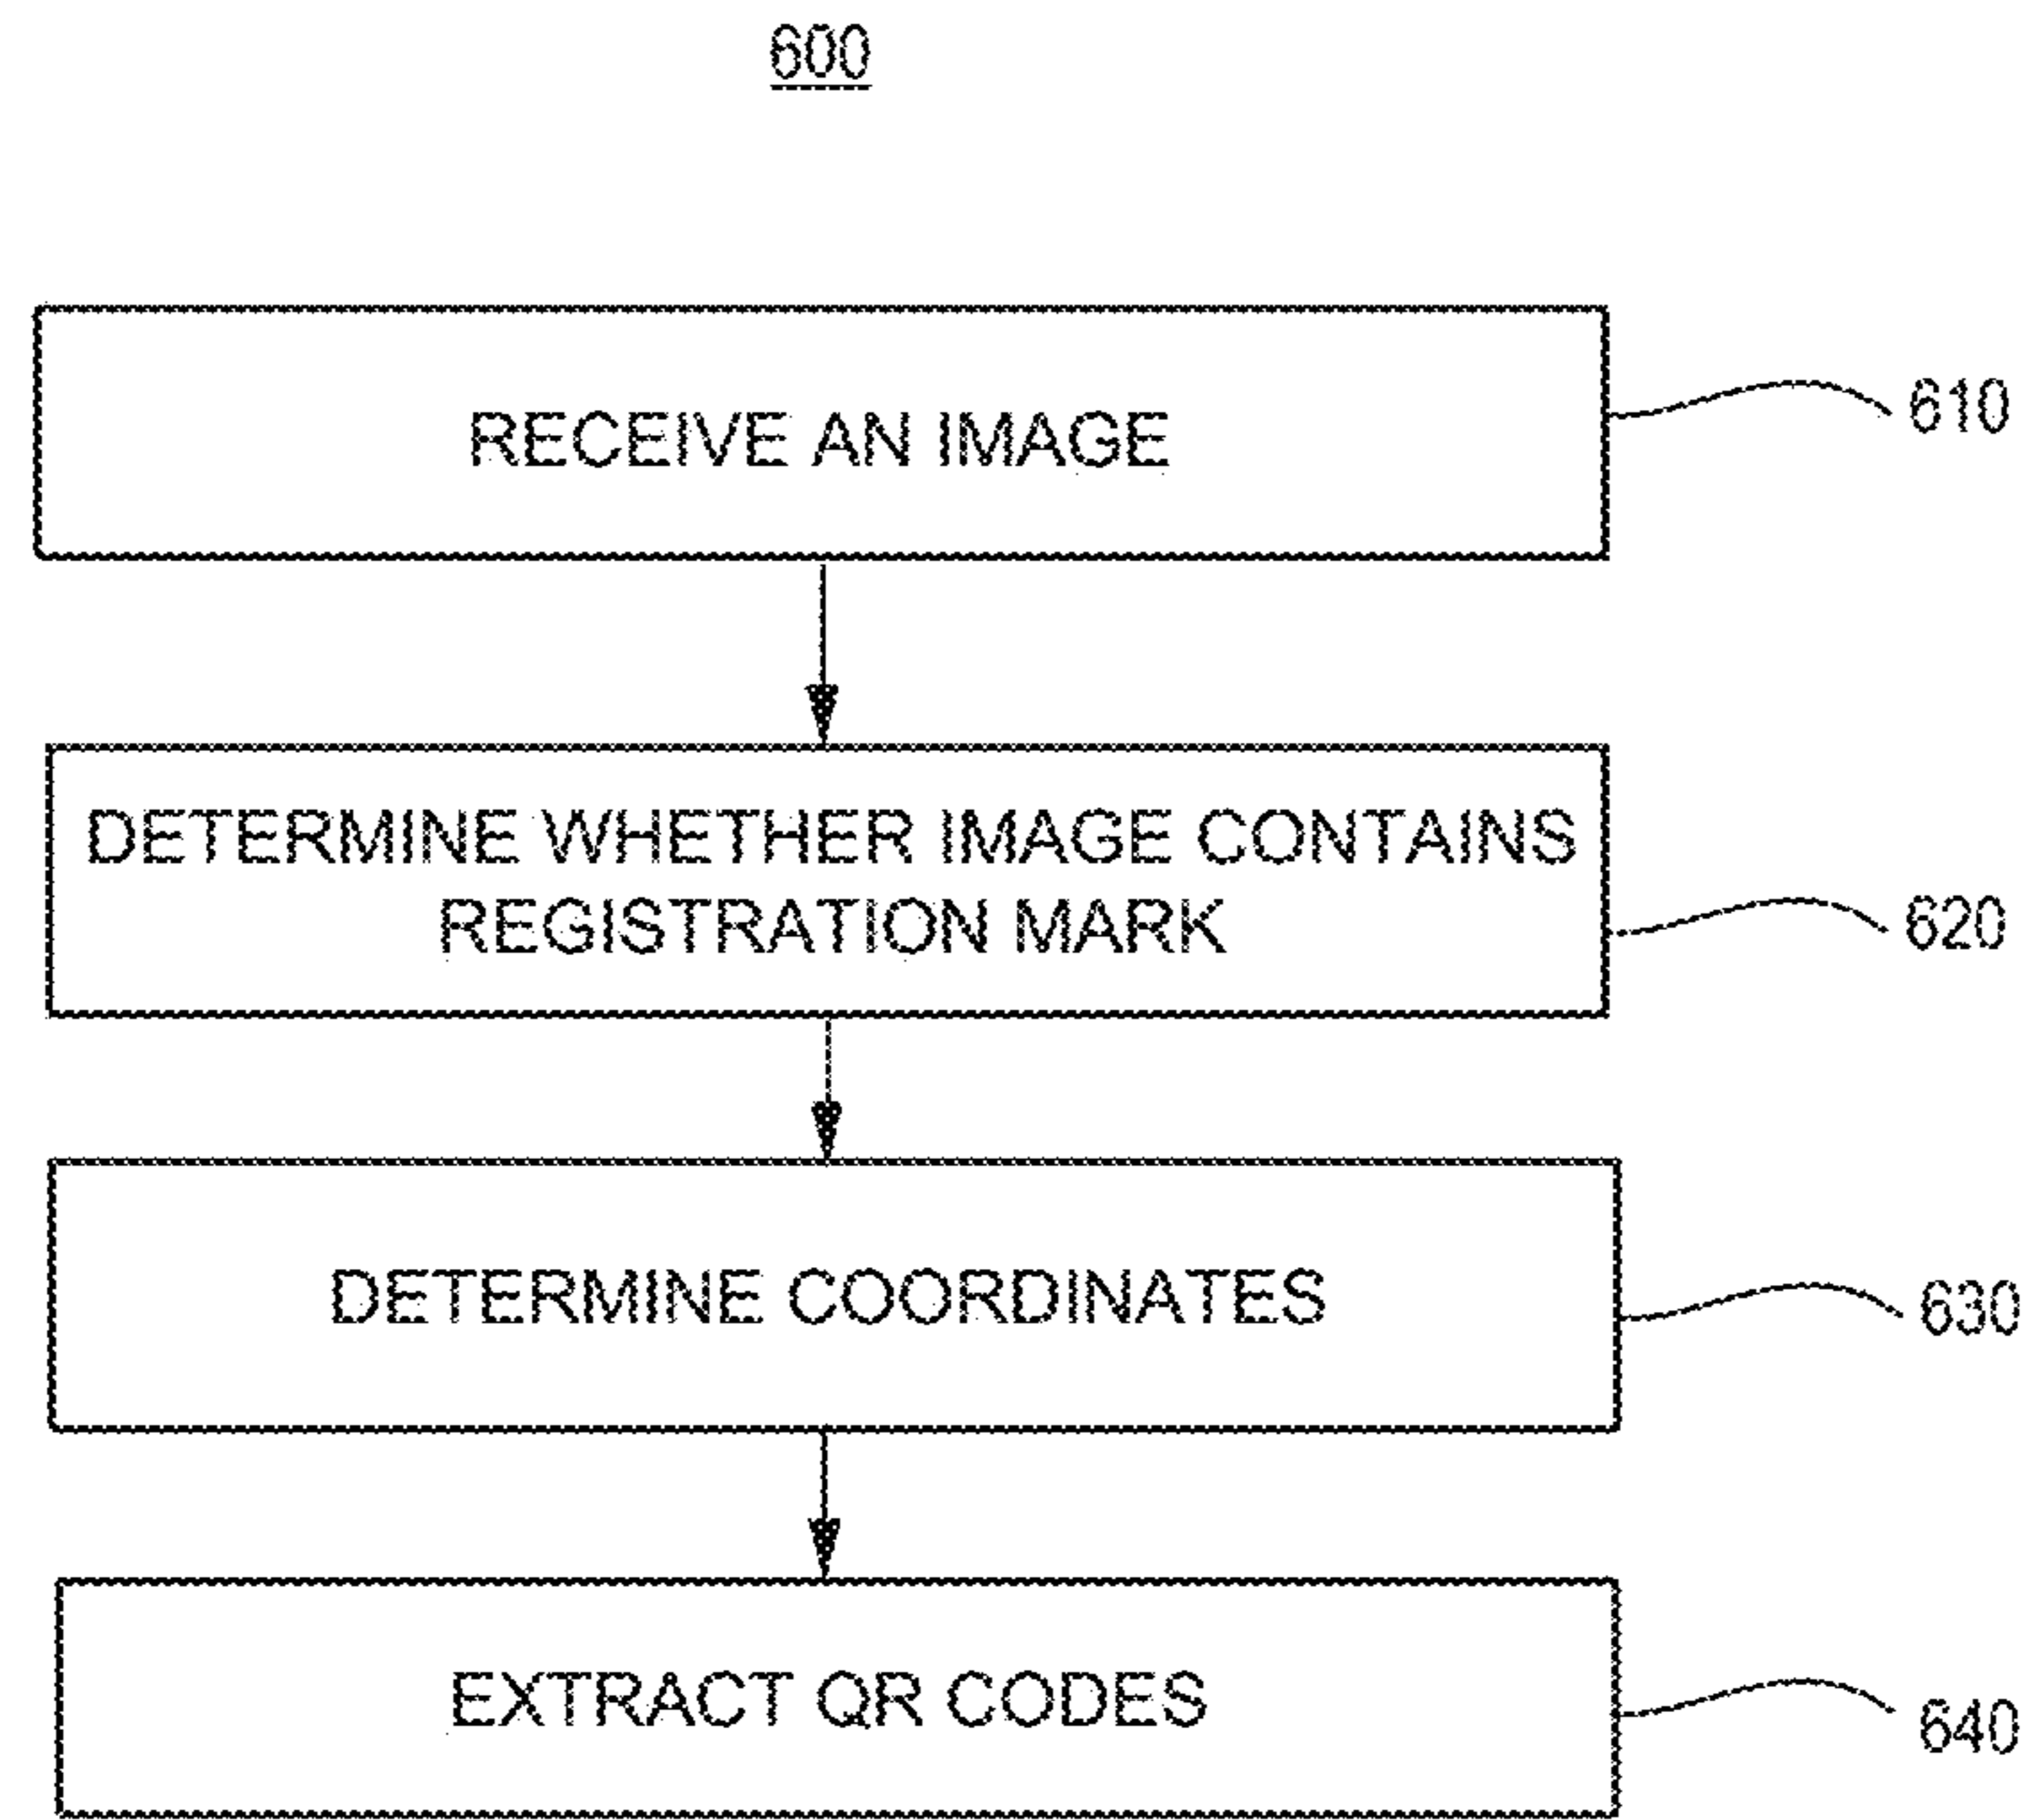 600
RECEIVE AN IMAGE
610
DETERMINE WHETHER IMAGE CONTAINS
REGISTRATION MARK
620
DETERMINE COORDINATES
630
EXTRACT QR CODES
640